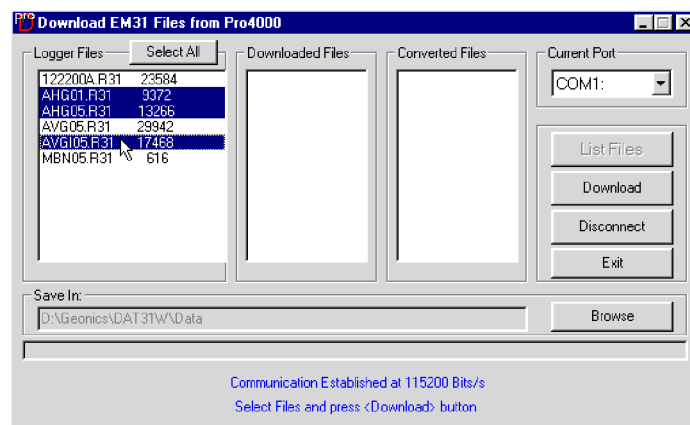 Pro Download EM31 Files from Pro4000
Logger Files
Select All
Downloaded Files
Converted Files
Current Port
122200A.R31 23584
AHG01.R31 9372
AHG05.R31 13266
AVG05.R31 29942
AVGI05.R31 17468
MBN05.R31 616
COM1:
List Files
Download
Disconnect
Exit
Save In:
D:\Geonics\DAT31W\Data
Browse
Communication Established at 115200 Bits/s
Select Files and press <Download> button